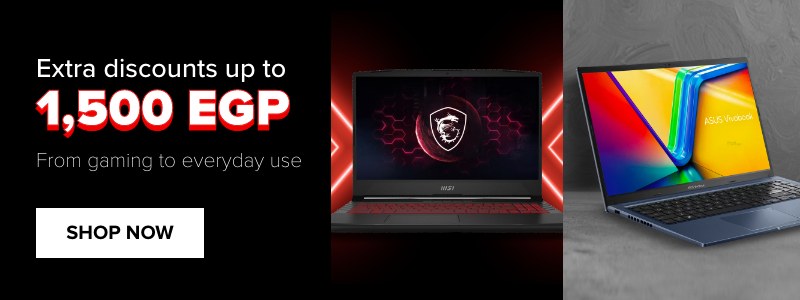 Extra discounts up to
1,500 EGP
From gaming to everyday use
SHOP NOW
msi
ASUS Vivobook